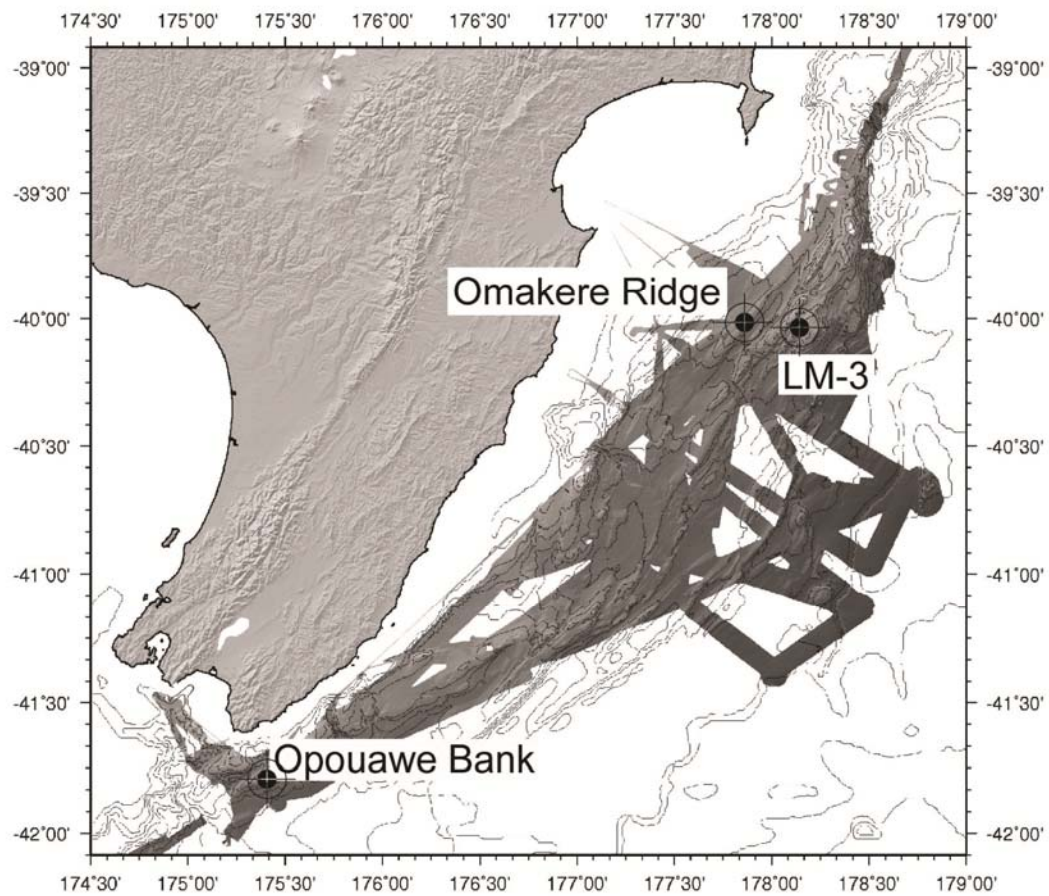 174°30' 175°00' 175°30' 176°00' 176°30' 177°00' 177°30' 178°00' 178°30' 179°00'
-39°00' -39°00'
-39°30' -39°30'
Omakere Ridge
-40°00' -40°00'
LM-3
-40°30' -40°30'
-41°00' -41°00'
-41°30' -41°30'
Opouawe Bank
-42°00' -42°00'
174°30' 175°00' 175°30' 176°00' 176°30' 177°00' 177°30' 178°00' 178°30' 179°00'